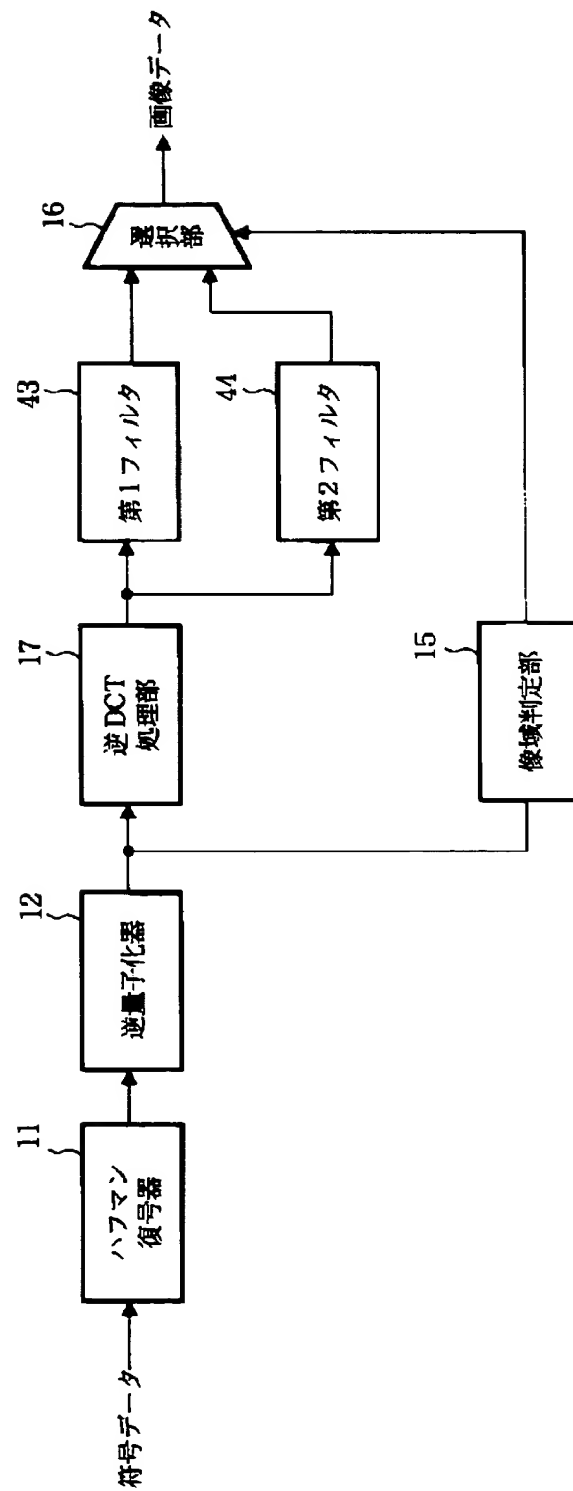 符号データ
11
ハフマン
復号器
12
逆量子化器
17
逆DCT
処理部
43
第1フィルタ
44
第2フィルタ
15
像域判定部
16
選択部
画像データ